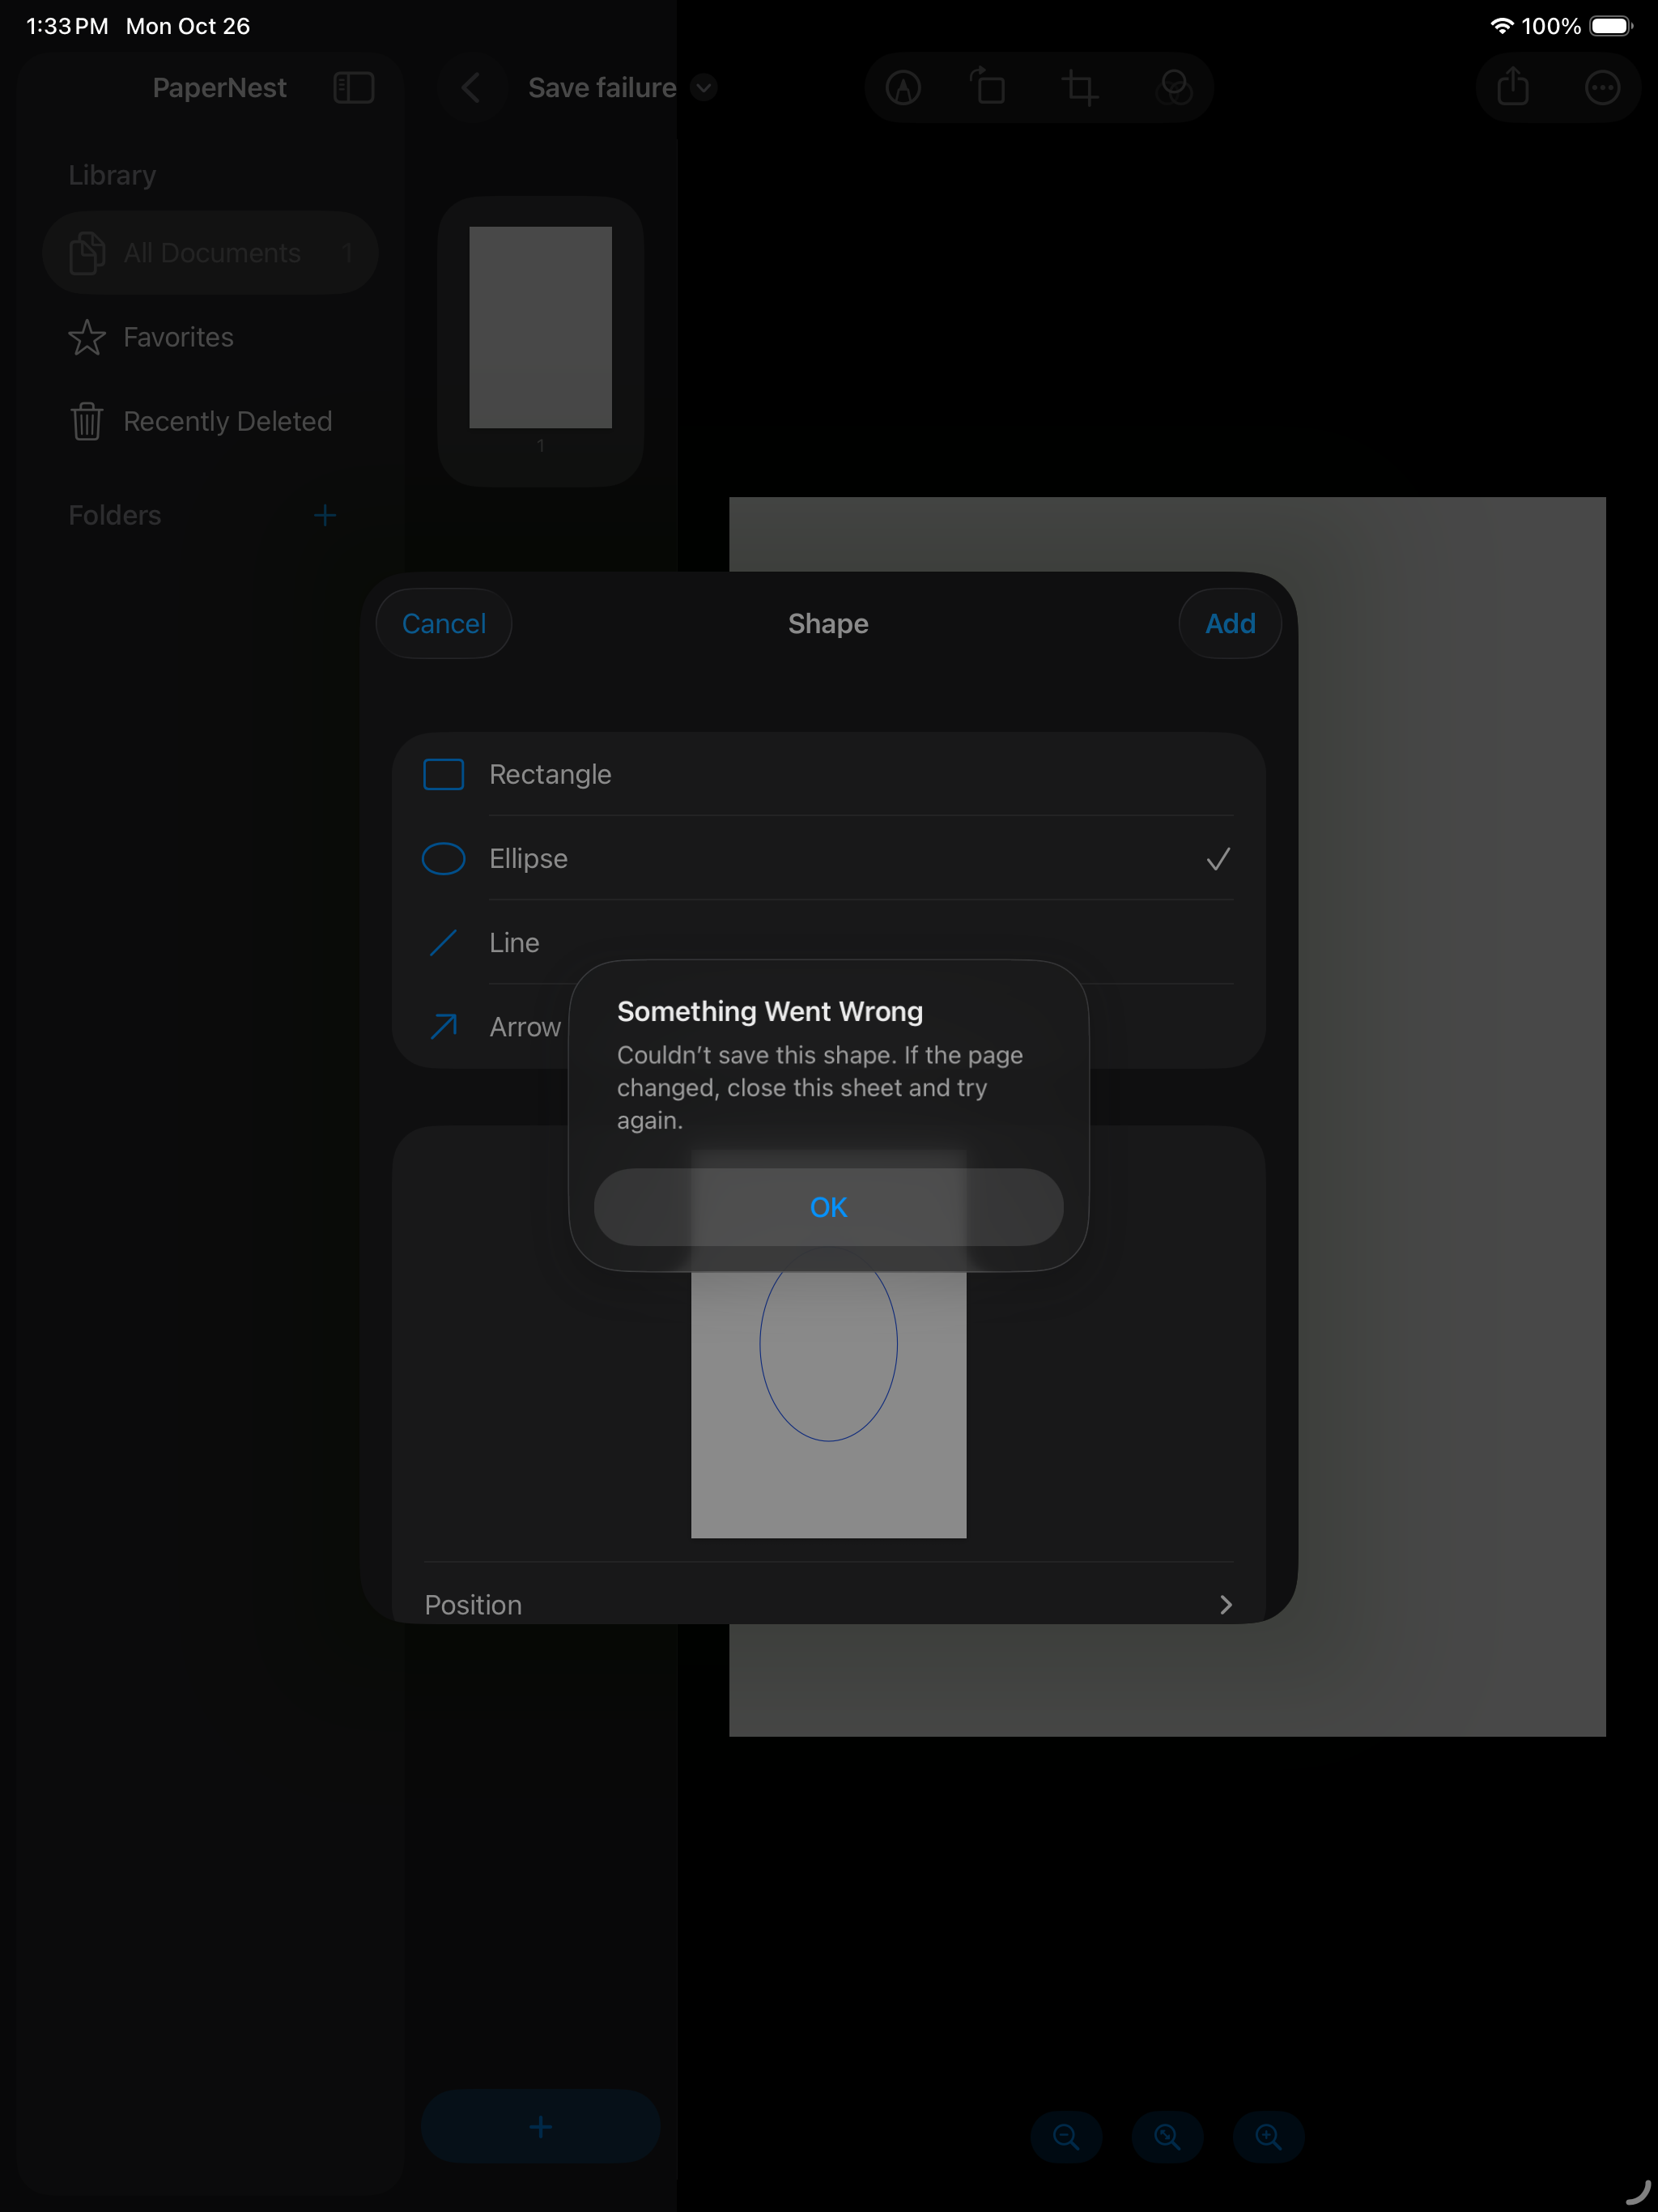 1:33 PM Mon Oct 26
100%
PaperNest
Library
All Documents 1
Favorites
Recently Deleted
Folders
Save failure
1
Cancel
Shape
Add
Rectangle
Ellipse
Line
Arrow
Something Went Wrong
Couldn’t save this shape. If the page
changed, close this sheet and try
again.
OK
Position